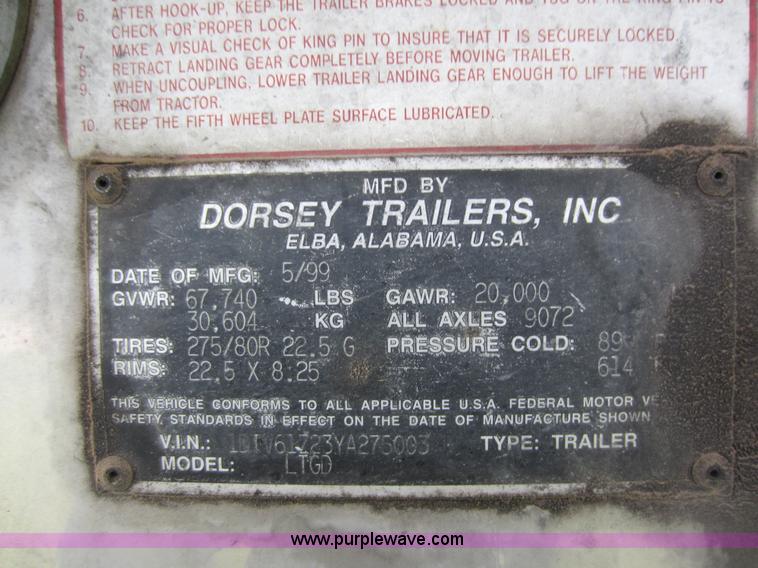 6. AFTER HOOK-UP, KEEP THE TRAILER BRAKES LOCKED AND TUG ON THE KING PIN TO
CHECK FOR PROPER LOCK.
7. MAKE A VISUAL CHECK OF KING PIN TO INSURE THAT IT IS SECURELY LOCKED.
8. RETRACT LANDING GEAR COMPLETELY BEFORE MOVING TRAILER.
9. WHEN UNCOUPLING, LOWER TRAILER LANDING GEAR ENOUGH TO LIFT THE WEIGHT
FROM TRACTOR.
10. KEEP THE FIFTH WHEEL PLATE SURFACE LUBRICATED.
MFD BY
DORSEY TRAILERS, INC
ELBA, ALABAMA, U.S.A.
DATE OF MFG: 5/99
GVWR: 67,740 LBS GAWR: 20,000
30,604 KG ALL AXLES 9072
TIRES: 275/80R 22.5 G PRESSURE COLD: 89
RIMS: 22.5 X 8.25 614
THIS VEHICLE CONFORMS TO ALL APPLICABLE U.S.A. FEDERAL MOTOR VE
SAFETY STANDARDS IN EFFECT ON THE DATE OF MANUFACTURE SHOWN
V.I.N.: TYPE: TRAILER
MODEL: LTGD
www.purplewave.com